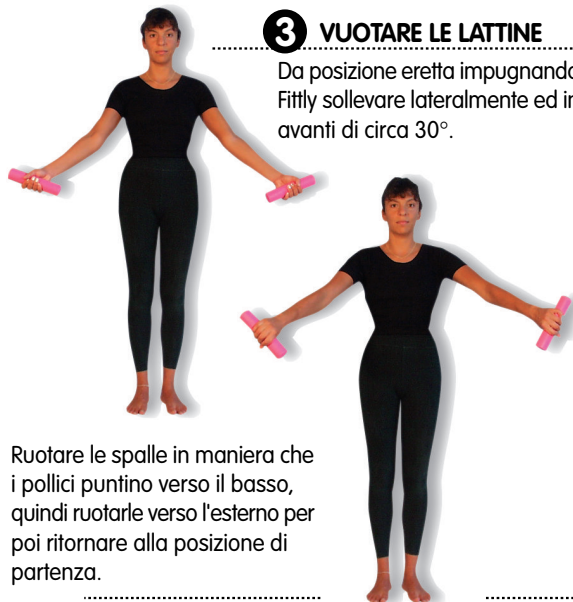 3 VUOTARE LE LATTINE
Da posizione eretta impugnando
Fittly sollevare lateralmente ed in
avanti di circa 30°.
Ruotare le spalle in maniera che
i pollici puntino verso il basso,
quindi ruotarle verso l'esterno per
poi ritornare alla posizione di
partenza.